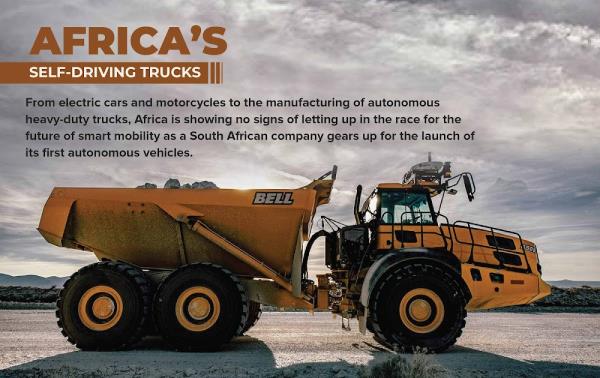 AFRICA'S
SELF-DRIVING TRUCKS
From electric cars and motorcycles to the manufacturing of autonomous
heavy-duty trucks, Africa is showing no signs of letting up in the race for the
future of smart mobility as a South African company gears up for the launch of
its first autonomous vehicles.
BELL